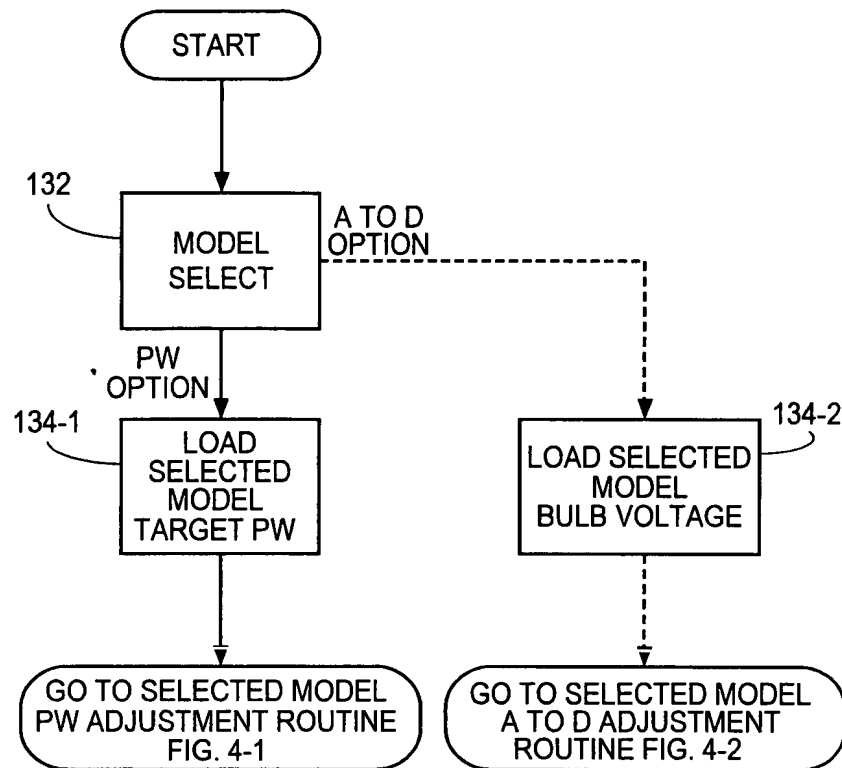 START
132
MODEL
SELECT
A TO D
OPTION
PW
OPTION
134-1
LOAD
SELECTED
MODEL
TARGET PW
134-2
LOAD SELECTED
MODEL
BULB VOLTAGE
GO TO SELECTED MODEL
PW ADJUSTMENT ROUTINE
FIG. 4-1
GO TO SELECTED MODEL
A TO D ADJUSTMENT
ROUTINE FIG. 4-2